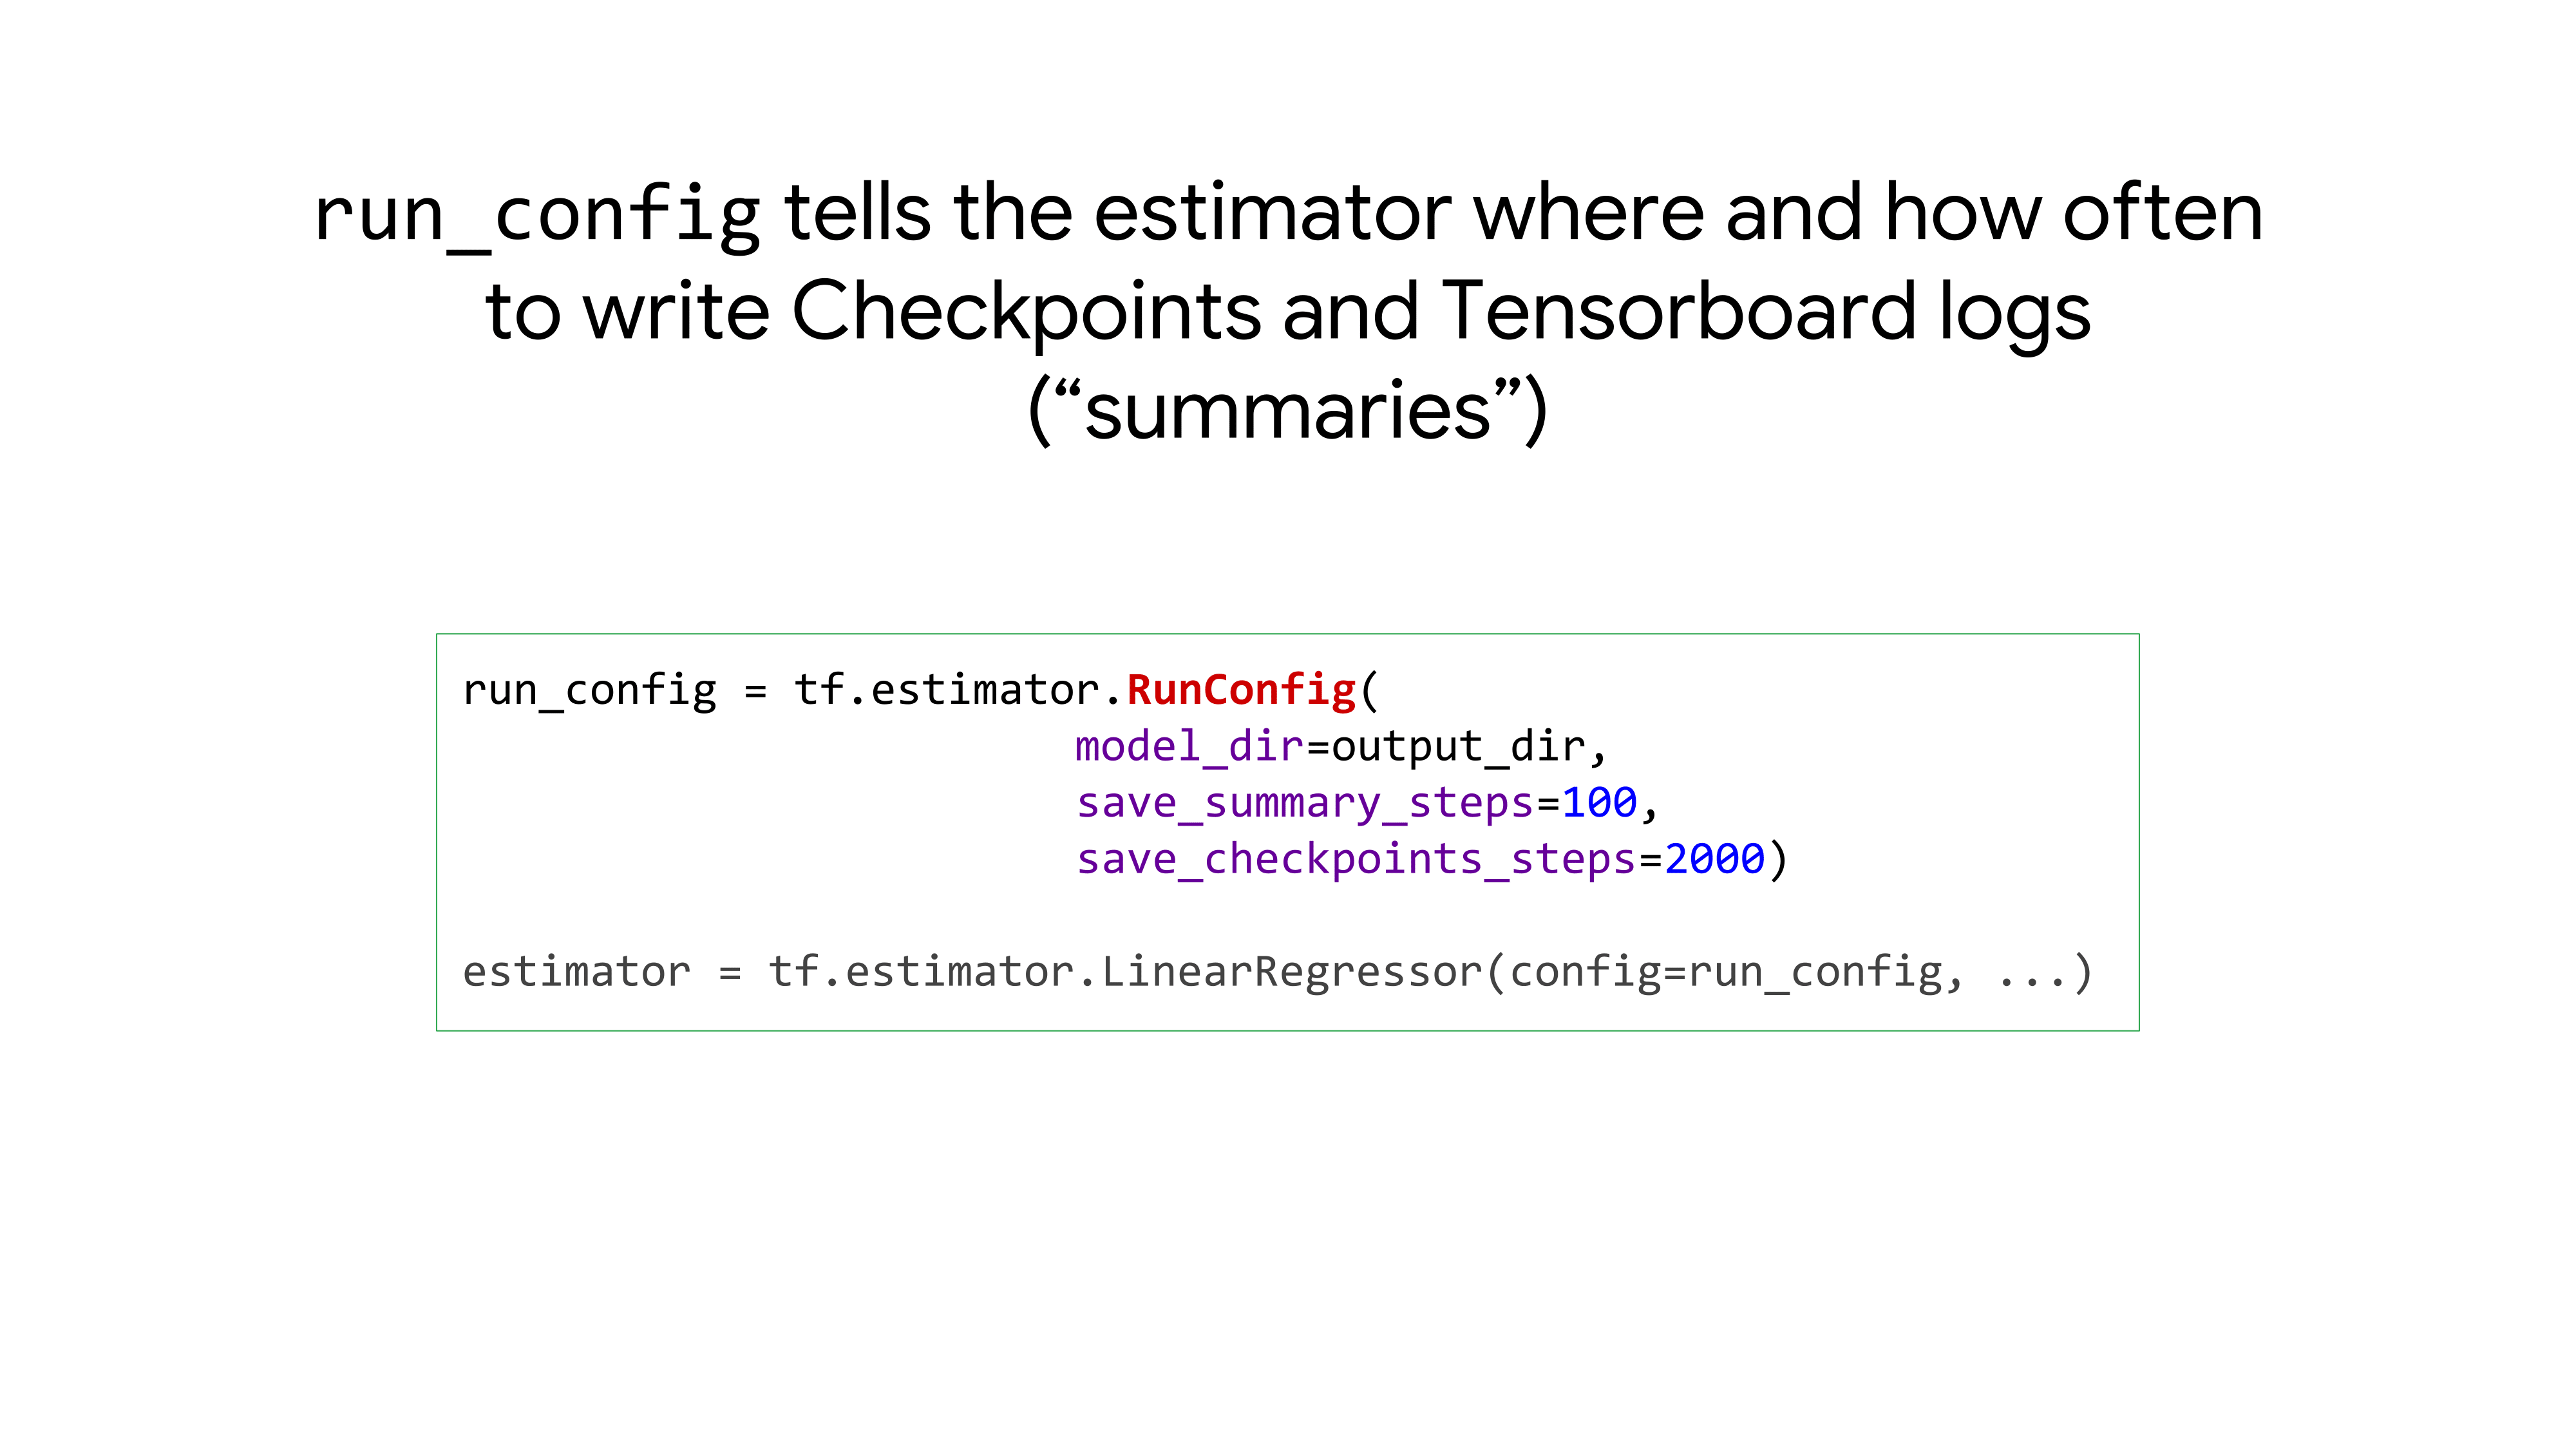 run_config tells the estimator where and how often
to write Checkpoints and Tensorboard logs
(“summaries”)
run_config = tf.estimator.RunConfig(
model_dir=output_dir,
save_summary_steps=100,
save_checkpoints_steps=2000)
estimator = tf.estimator.LinearRegressor(config=run_config, ...)